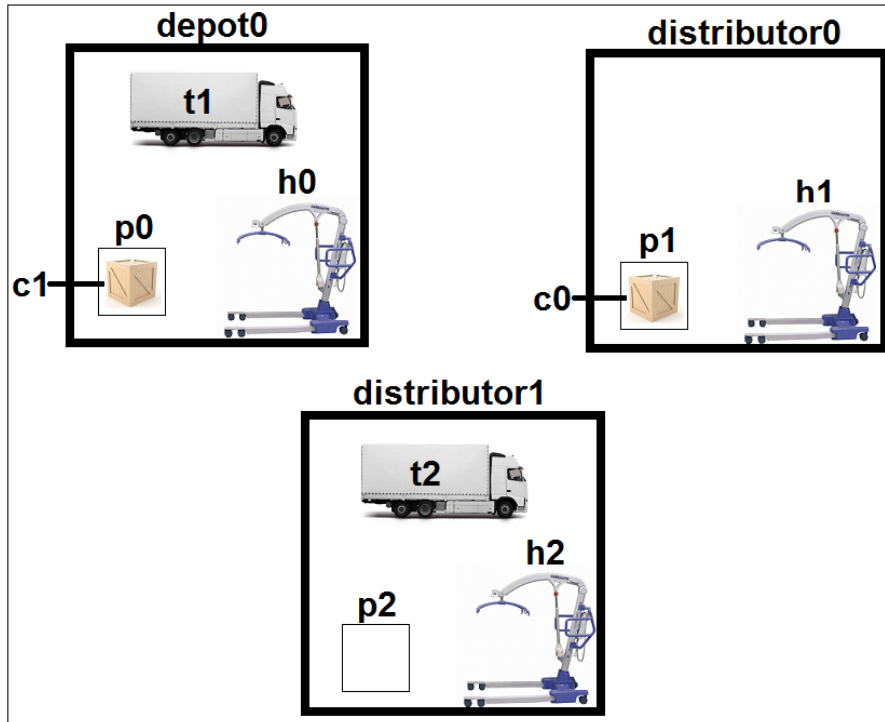 depot0
t1
h0
p0
c1
distributor0
h1
p1
c0
distributor1
t2
h2
p2